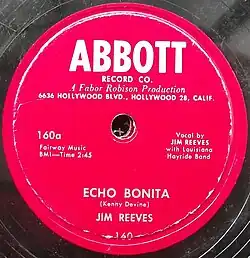 ABBOTT
RECORD CO.
A Fabor Robison Production
6636 HOLLYWOOD BLVD., HOLLYWOOD 28, CALIF.
160a
Fairway Music
BMI—Time 2:45
Vocal by
JIM REEVES
with Louisiana
Hayride Band
ECHO BONITA
(Kenny Devine)
JIM REEVES
160